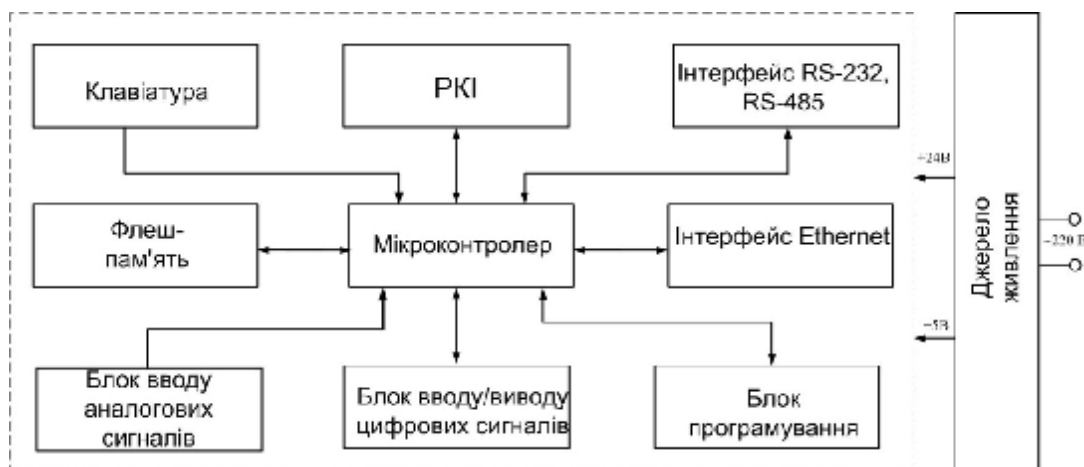 Клавіатура
РКІ
Інтерфейс RS-232,
RS-485
+24В
Флеш-
пам'ять
Мікроконтролер
Інтерфейс Ethernet
Джерело
живлення
~220 В
+5В
Блок вводу
аналогових
сигналів
Блок вводу/виводу
цифрових сигналів
Блок
програмування